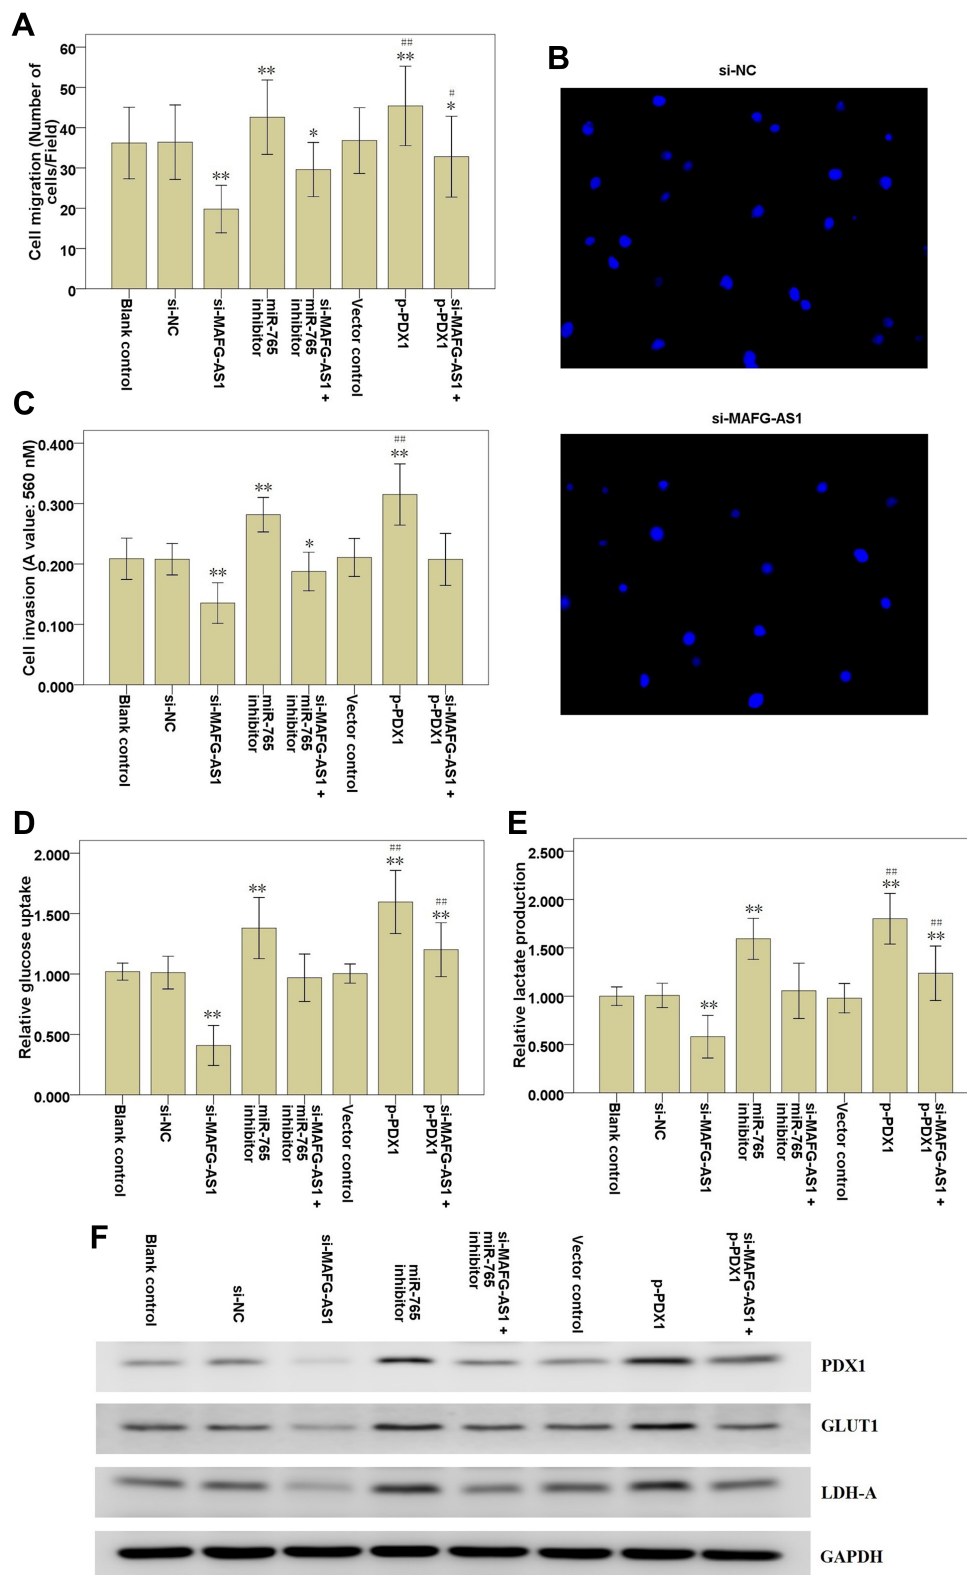 A
Cell migration (Number of
cells/Field)
60
50
40
30
20
10
0
**
**
*
##
**
#
*
Blank control
si-NC
si-MAFG-AS1
miR-765
inhibitor
si-MAFG-AS1 +
miR-765
inhibitor
Vector control
p-PDX1
si-MAFG-AS1 +
p-PDX1
B
si-NC
si-MAFG-AS1
C
Cell invasion (A value: 560 nM)
0.400
0.300
0.200
0.100
0.000
**
**
*
##
**
Blank control
si-NC
si-MAFG-AS1
miR-765
inhibitor
si-MAFG-AS1 +
miR-765
inhibitor
Vector control
p-PDX1
si-MAFG-AS1 +
p-PDX1
D
Relative glucose uptake
2.000
1.500
1.000
0.500
0.000
**
**
##
**
##
**
Blank control
si-NC
si-MAFG-AS1
miR-765
inhibitor
si-MAFG-AS1 +
miR-765
inhibitor
Vector control
p-PDX1
si-MAFG-AS1 +
p-PDX1
E
Relative lactate production
2.500
2.000
1.500
1.000
0.500
0.000
**
**
##
**
##
**
Blank control
si-NC
si-MAFG-AS1
miR-765
inhibitor
si-MAFG-AS1 +
miR-765
inhibitor
Vector control
p-PDX1
si-MAFG-AS1 +
p-PDX1
F
Blank control
si-NC
si-MAFG-AS1
miR-765
inhibitor
si-MAFG-AS1 +
miR-765
inhibitor
Vector control
p-PDX1
si-MAFG-AS1 +
p-PDX1
PDX1
GLUT1
LDH-A
GAPDH